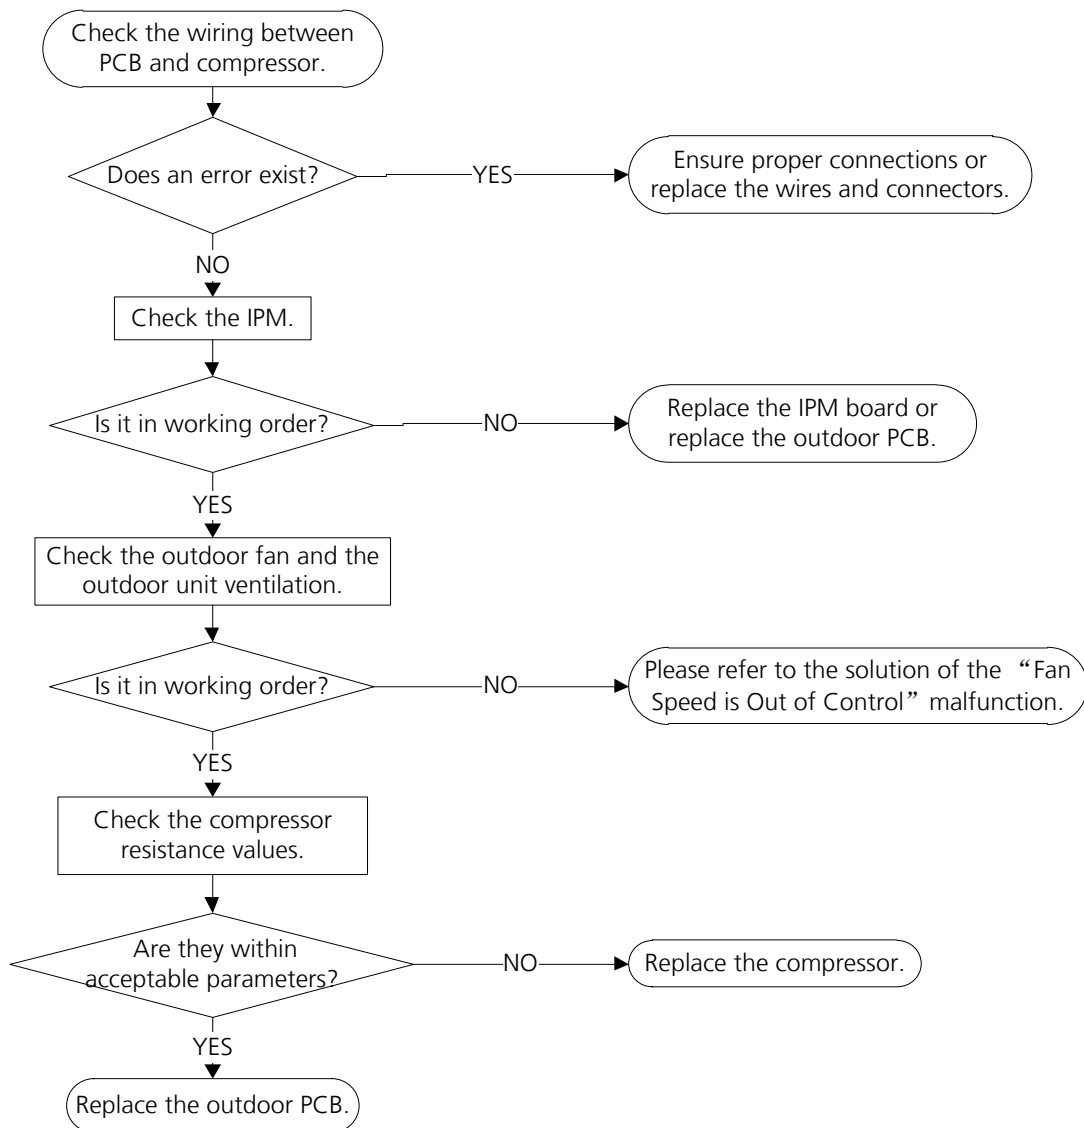 Check the wiring between
PCB and compressor.
Does an error exist?
YES
Ensure proper connections or
replace the wires and connectors.
NO
Check the IPM.
Is it in working order?
NO
Replace the IPM board or
replace the outdoor PCB.
YES
Check the outdoor fan and the
outdoor unit ventilation.
Is it in working order?
NO
Please refer to the solution of the “Fan
Speed is Out of Control” malfunction.
YES
Check the compressor
resistance values.
Are they within
acceptable parameters?
NO
Replace the compressor.
YES
Replace the outdoor PCB.